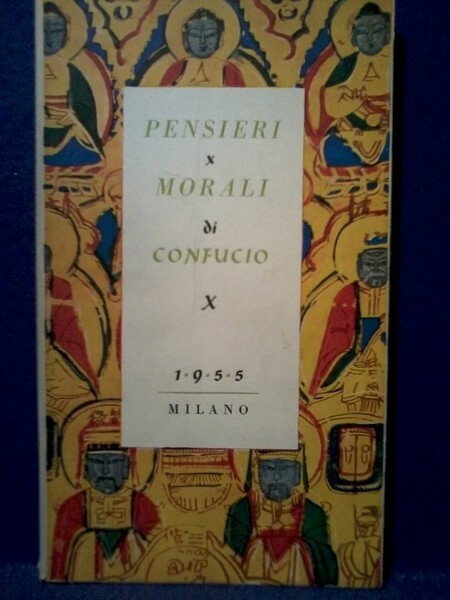 PENSIERI
x
MORALI
di
CONFUCIO
X
1·9·5·5
MILANO